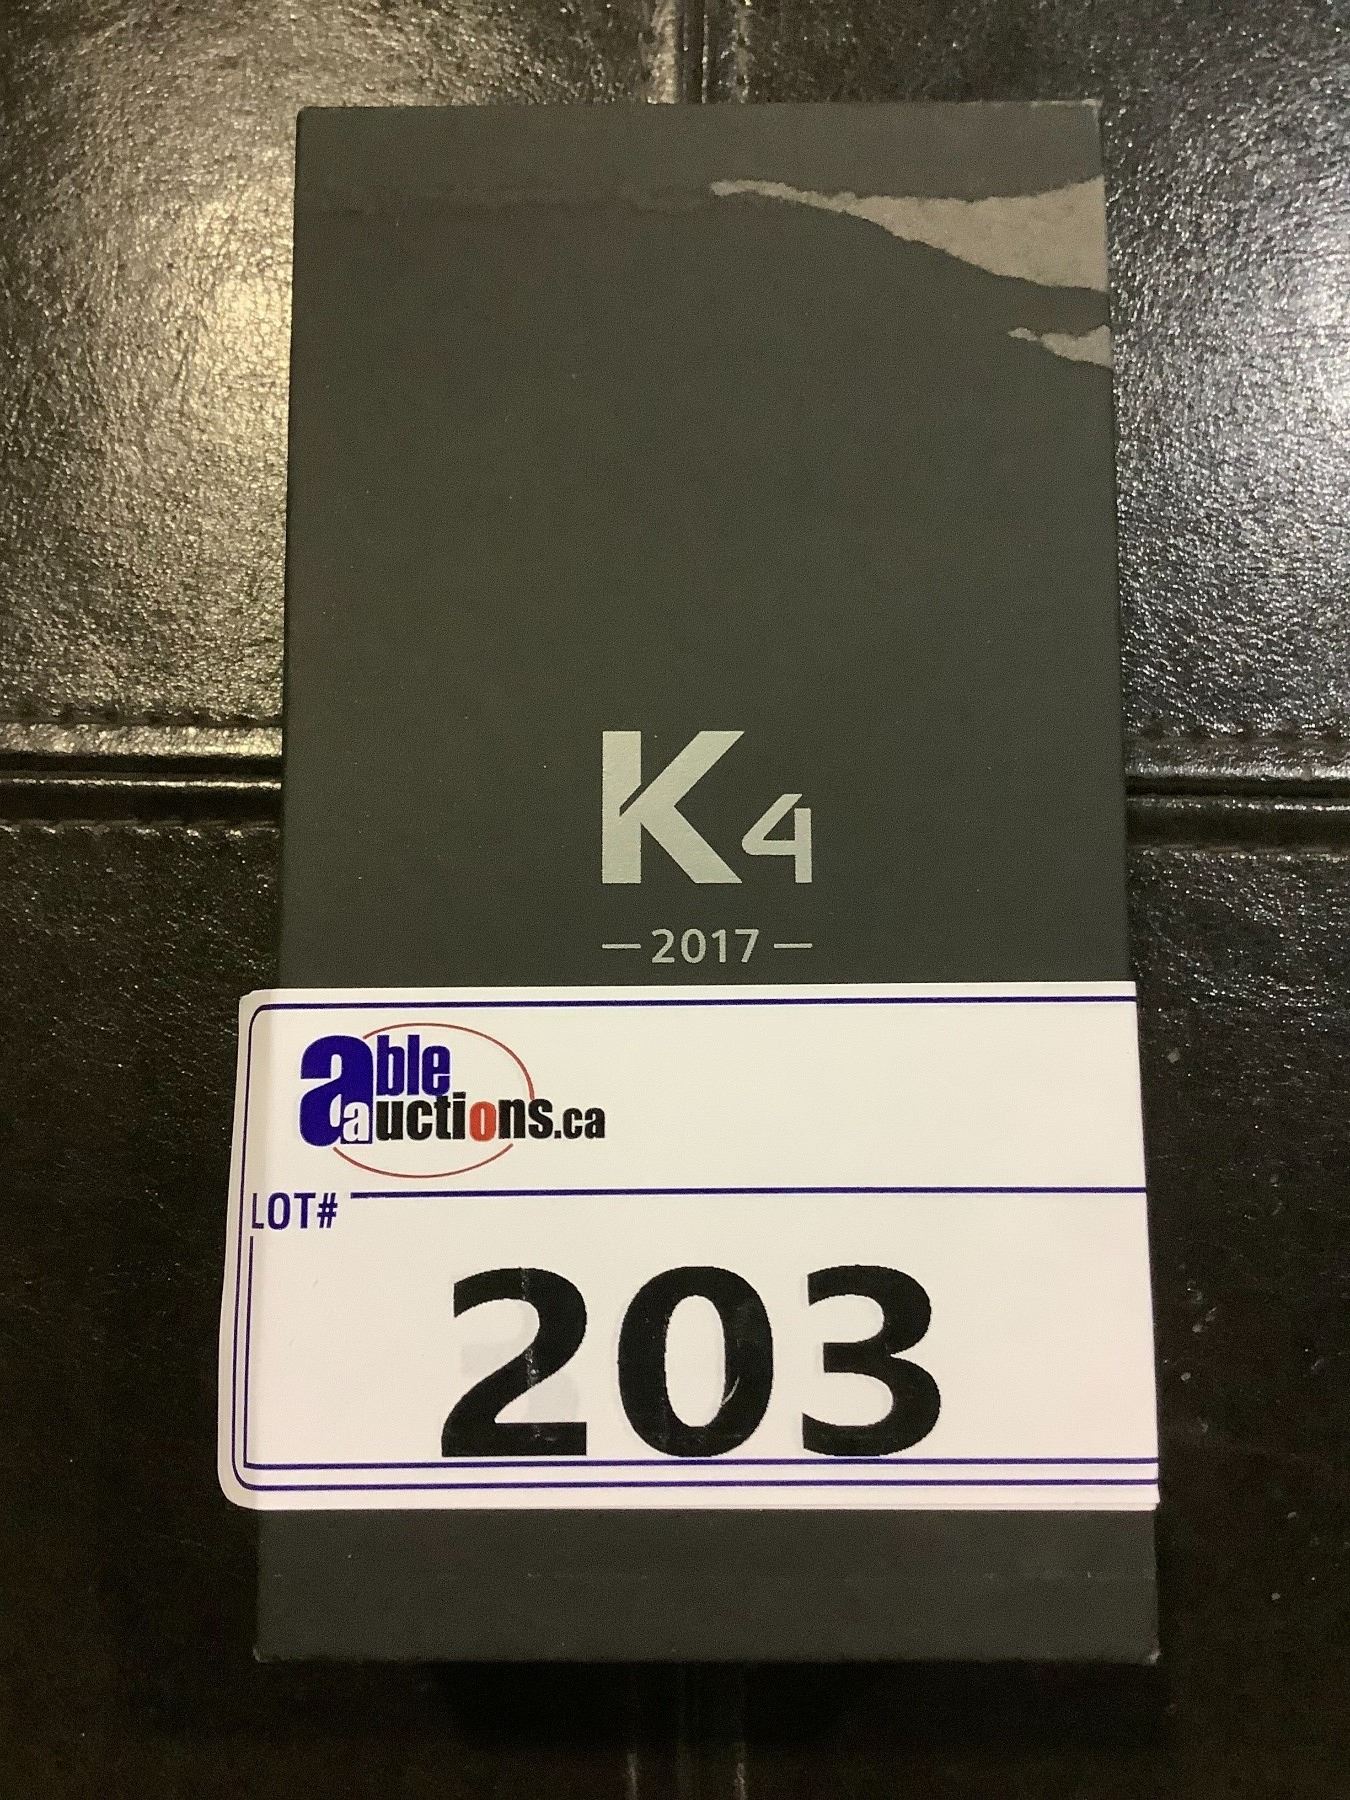 K4
—2017—
able
auctions.ca
LOT#
203